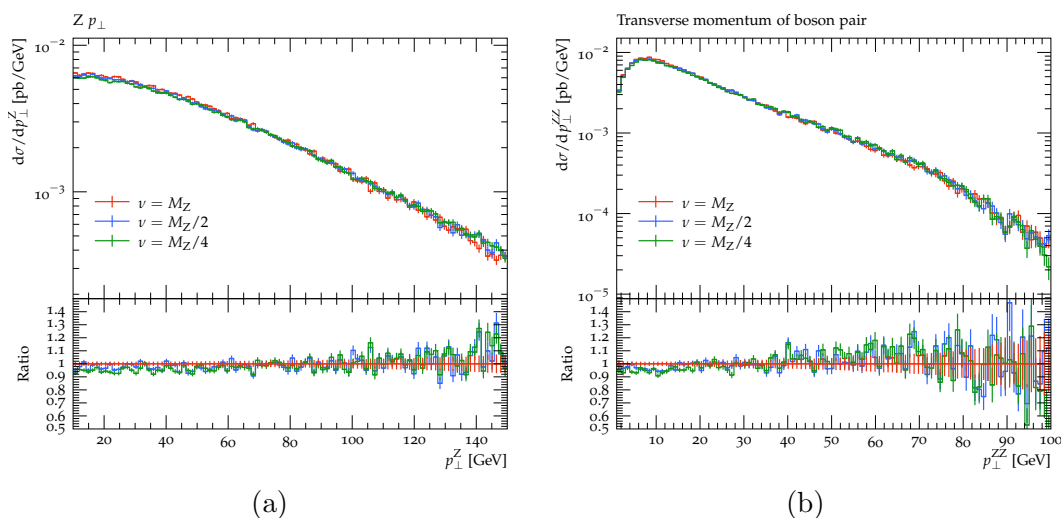 Z p⊥
10⁻²
10⁻³
dσ/dp⊥^Z [pb/GeV]
ν = M_Z
ν = M_Z/2
ν = M_Z/4
1.4
1.3
1.2
1.1
1
0.9
0.8
0.7
0.6
0.5
Ratio
20 40 60 80 100 120 140
p⊥^Z [GeV]
(a)
Transverse momentum of boson pair
10⁻²
10⁻³
10⁻⁴
10⁻⁵
dσ/dp⊥^ZZ [pb/GeV]
ν = M_Z
ν = M_Z/2
ν = M_Z/4
1.4
1.3
1.2
1.1
1
0.9
0.8
0.7
0.6
0.5
Ratio
10 20 30 40 50 60 70 80 90 100
p⊥^ZZ [GeV]
(b)